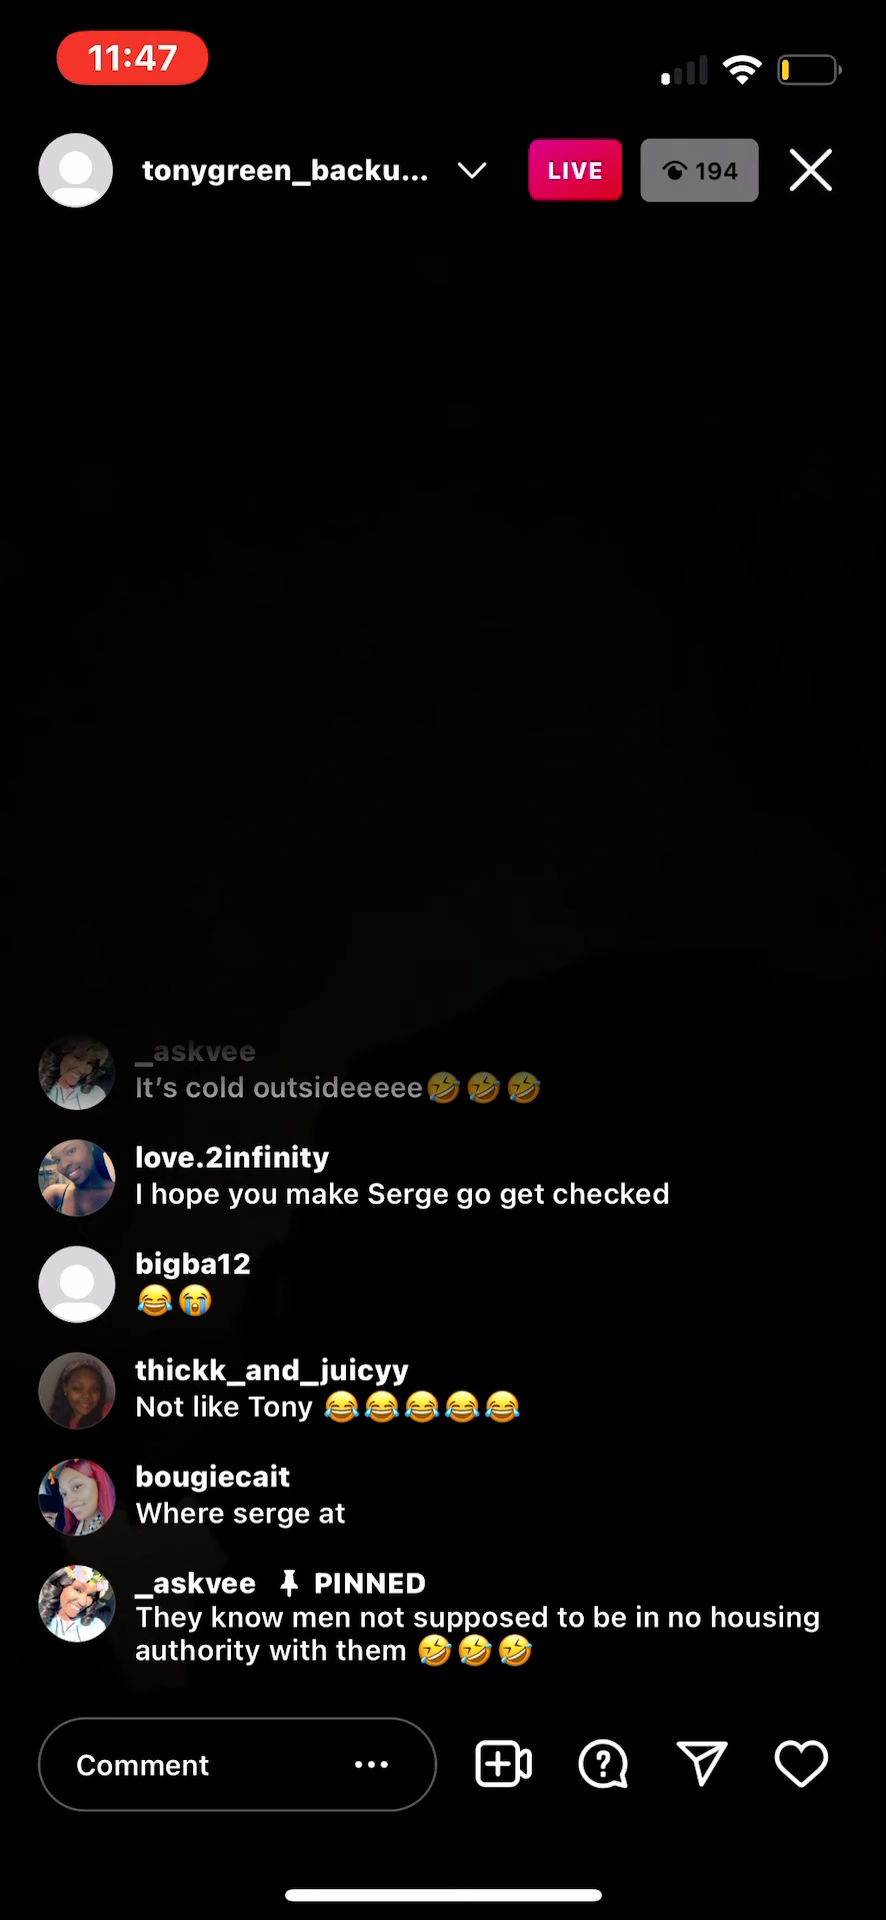 11:47
tonygreen_backu...
LIVE
194
_askvee
It's cold outsideeeee🤣🤣🤣
love.2infinity
I hope you make Serge go get checked
bigba12
😂😭
thickk_and_juicyy
Not like Tony 😂😂😂😂😂
bougiecait
Where serge at
_askvee 📌 PINNED
They know men not supposed to be in no housing
authority with them 🤣🤣🤣
Comment